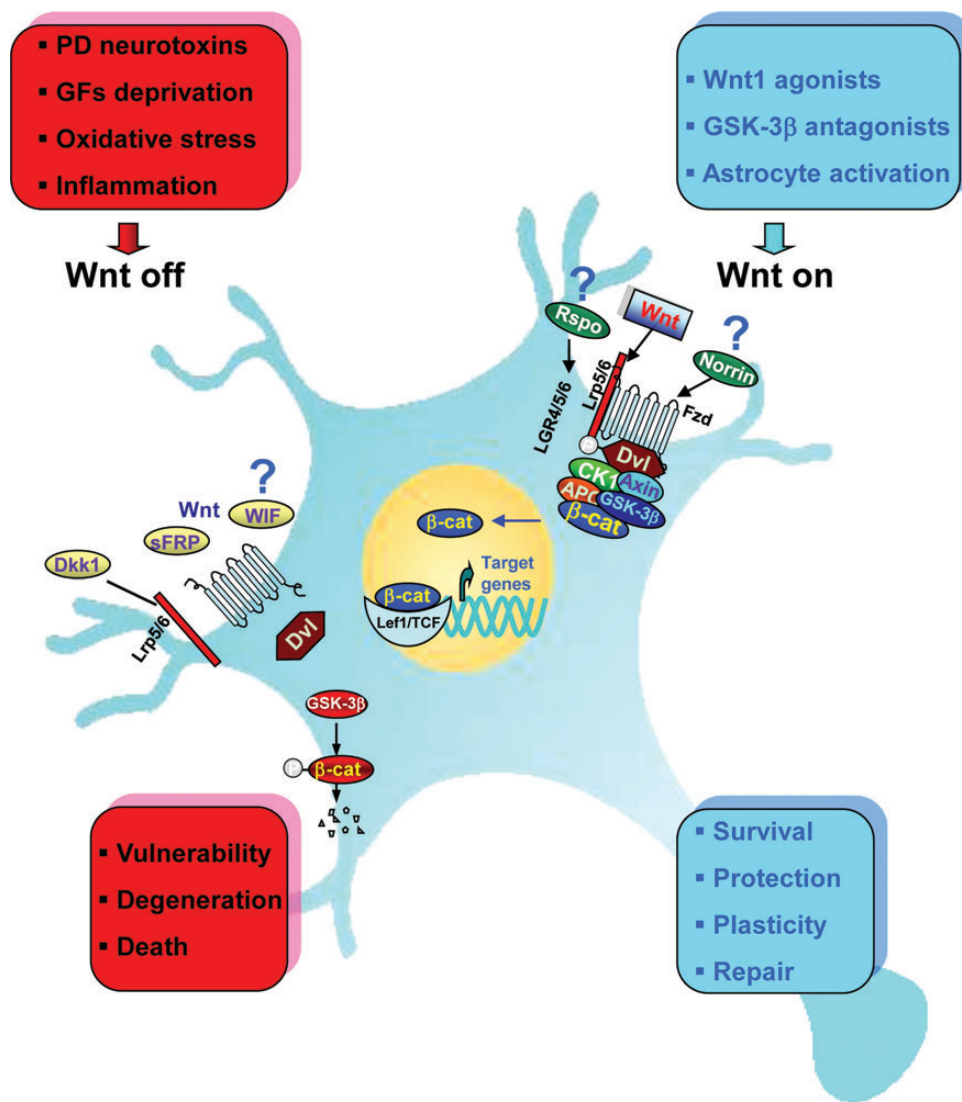 ▪ PD neurotoxins
▪ GFs deprivation
▪ Oxidative stress
▪ Inflammation
Wnt off
▪ Wnt1 agonists
▪ GSK-3β antagonists
▪ Astrocyte activation
Wnt on
?
Rspo
Wnt
?
Norrin
LGR4/5/6
Lrp5/6
Fzd
P
Dvl
CK1
Axin
APC
GSK-3β
β-cat
?
Wnt
WIF
sFRP
Dkk1
Lrp5/6
Dvl
β-cat
Target
genes
β-cat
Lef1/TCF
GSK-3β
P
β-cat
▪ Vulnerability
▪ Degeneration
▪ Death
▪ Survival
▪ Protection
▪ Plasticity
▪ Repair